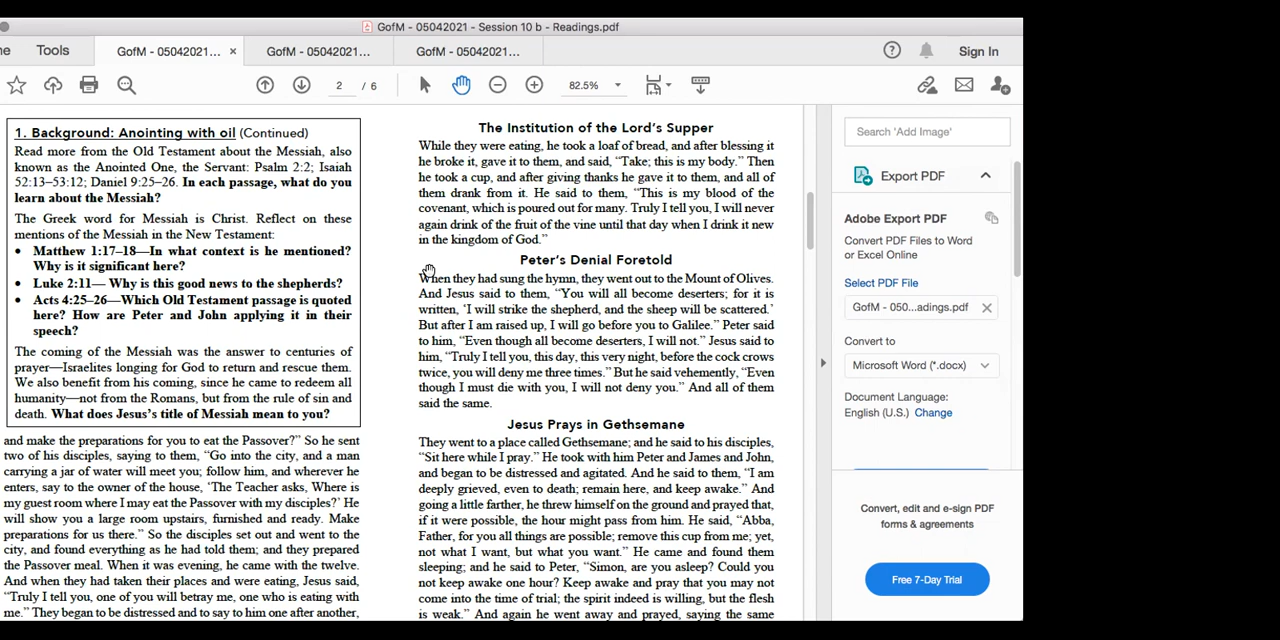 GofM - 05042021 - Session 10 b - Readings.pdf
ne
Tools
GofM - 05042021... ×
GofM - 05042021...
GofM - 05042021...
Sign In
2 / 6
82.5%
1. Background: Anointing with oil (Continued)
Read more from the Old Testament about the Messiah, also
known as the Anointed One, the Servant: Psalm 2:2; Isaiah
52:13–53:12; Daniel 9:25–26. In each passage, what do you
learn about the Messiah?
The Greek word for Messiah is Christ. Reflect on these
mentions of the Messiah in the New Testament:
• Matthew 1:17–18—In what context is he mentioned?
Why is it significant here?
• Luke 2:11— Why is this good news to the shepherds?
• Acts 4:25–26—Which Old Testament passage is quoted
here? How are Peter and John applying it in their
speech?
The coming of the Messiah was the answer to centuries of
prayer—Israelites longing for God to return and rescue them.
We also benefit from his coming, since he came to redeem all
humanity—not from the Romans, but from the rule of sin and
death. What does Jesus's title of Messiah mean to you?
and make the preparations for you to eat the Passover?” So he sent
two of his disciples, saying to them, “Go into the city, and a man
carrying a jar of water will meet you; follow him, and wherever he
enters, say to the owner of the house, ‘The Teacher asks, Where is
my guest room where I may eat the Passover with my disciples?’ He
will show you a large room upstairs, furnished and ready. Make
preparations for us there.” So the disciples set out and went to the
city, and found everything as he had told them; and they prepared
the Passover meal. When it was evening, he came with the twelve.
And when they had taken their places and were eating, Jesus said,
“Truly I tell you, one of you will betray me, one who is eating with
me.” They began to be distressed and to say to him one after another,
The Institution of the Lord's Supper
While they were eating, he took a loaf of bread, and after blessing it
he broke it, gave it to them, and said, “Take; this is my body.” Then
he took a cup, and after giving thanks he gave it to them, and all of
them drank from it. He said to them, “This is my blood of the
covenant, which is poured out for many. Truly I tell you, I will never
again drink of the fruit of the vine until that day when I drink it new
in the kingdom of God.”
Peter's Denial Foretold
When they had sung the hymn, they went out to the Mount of Olives.
And Jesus said to them, “You will all become deserters; for it is
written, ‘I will strike the shepherd, and the sheep will be scattered.’
But after I am raised up, I will go before you to Galilee.” Peter said
to him, “Even though all become deserters, I will not.” Jesus said to
him, “Truly I tell you, this day, this very night, before the cock crows
twice, you will deny me three times.” But he said vehemently, “Even
though I must die with you, I will not deny you.” And all of them
said the same.
Jesus Prays in Gethsemane
They went to a place called Gethsemane; and he said to his disciples,
“Sit here while I pray.” He took with him Peter and James and John,
and began to be distressed and agitated. And he said to them, “I am
deeply grieved, even to death; remain here, and keep awake.” And
going a little farther, he threw himself on the ground and prayed that,
if it were possible, the hour might pass from him. He said, “Abba,
Father, for you all things are possible; remove this cup from me; yet,
not what I want, but what you want.” He came and found them
sleeping; and he said to Peter, “Simon, are you asleep? Could you
not keep awake one hour? Keep awake and pray that you may not
come into the time of trial; the spirit indeed is willing, but the flesh
is weak.” And again he went away and prayed, saying the same
Search 'Add Image'
Export PDF
Adobe Export PDF
Convert PDF Files to Word
or Excel Online
Select PDF File
GofM - 050...adings.pdf ×
Convert to
Microsoft Word (*.docx)
Document Language:
English (U.S.) Change
Convert, edit and e-sign PDF
forms & agreements
Free 7-Day Trial